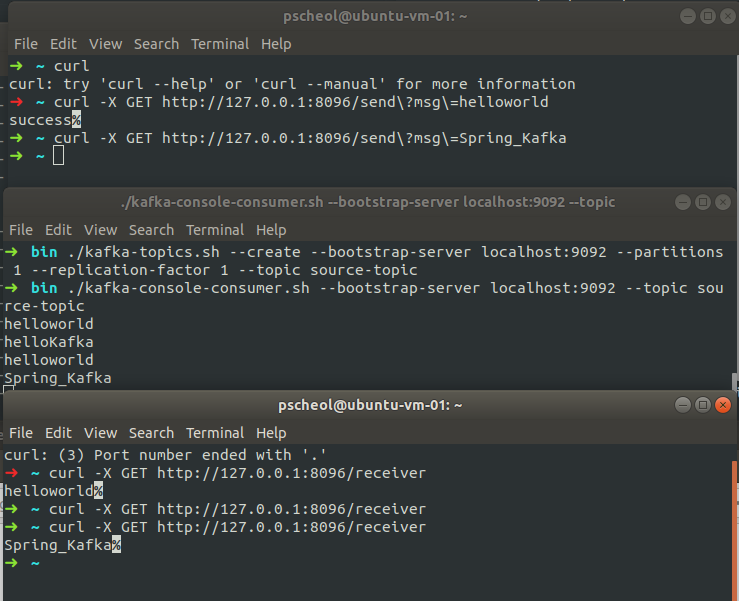 pscheol@ubuntu-vm-01: ~
File Edit View Search Terminal Help
➜ ~ curl
curl: try 'curl --help' or 'curl --manual' for more information
➜ ~ curl -X GET http://127.0.0.1:8096/send\?msg\=helloworld
success%
➜ ~ curl -X GET http://127.0.0.1:8096/send\?msg\=Spring_Kafka
➜ ~
./kafka-console-consumer.sh --bootstrap-server localhost:9092 --topic
File Edit View Search Terminal Help
➜ bin ./kafka-topics.sh --create --bootstrap-server localhost:9092 --partitions
1 --replication-factor 1 --topic source-topic
➜ bin ./kafka-console-consumer.sh --bootstrap-server localhost:9092 --topic sou
rce-topic
helloworld
helloKafka
helloworld
Spring_Kafka
pscheol@ubuntu-vm-01: ~
File Edit View Search Terminal Help
curl: (3) Port number ended with '.'
➜ ~ curl -X GET http://127.0.0.1:8096/receiver
helloworld%
➜ ~ curl -X GET http://127.0.0.1:8096/receiver
➜ ~ curl -X GET http://127.0.0.1:8096/receiver
Spring_Kafka%
➜ ~